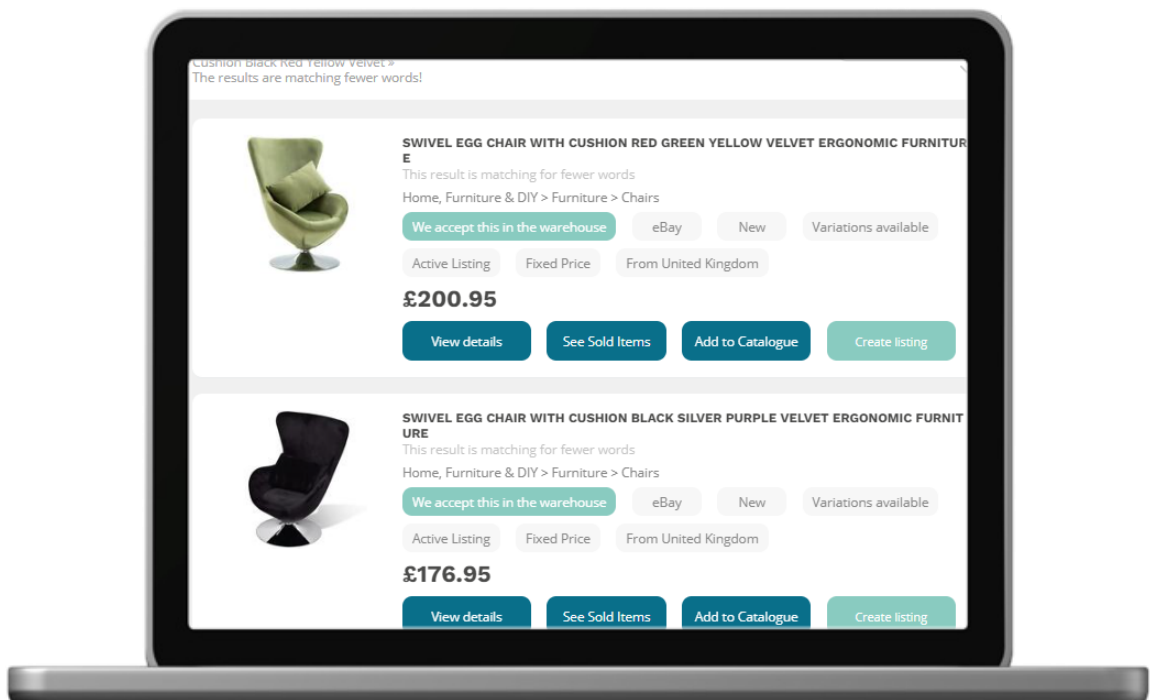 Cushion Black Red Yellow Velvet »
The results are matching fewer words!
SWIVEL EGG CHAIR WITH CUSHION RED GREEN YELLOW VELVET ERGONOMIC FURNITUR
E
This result is matching for fewer words
Home, Furniture & DIY > Furniture > Chairs
We accept this in the warehouse eBay New Variations available
Active Listing Fixed Price From United Kingdom
£200.95
View details See Sold Items Add to Catalogue Create listing
SWIVEL EGG CHAIR WITH CUSHION BLACK SILVER PURPLE VELVET ERGONOMIC FURNIT
URE
This result is matching for fewer words
Home, Furniture & DIY > Furniture > Chairs
We accept this in the warehouse eBay New Variations available
Active Listing Fixed Price From United Kingdom
£176.95
View details See Sold Items Add to Catalogue Create listing